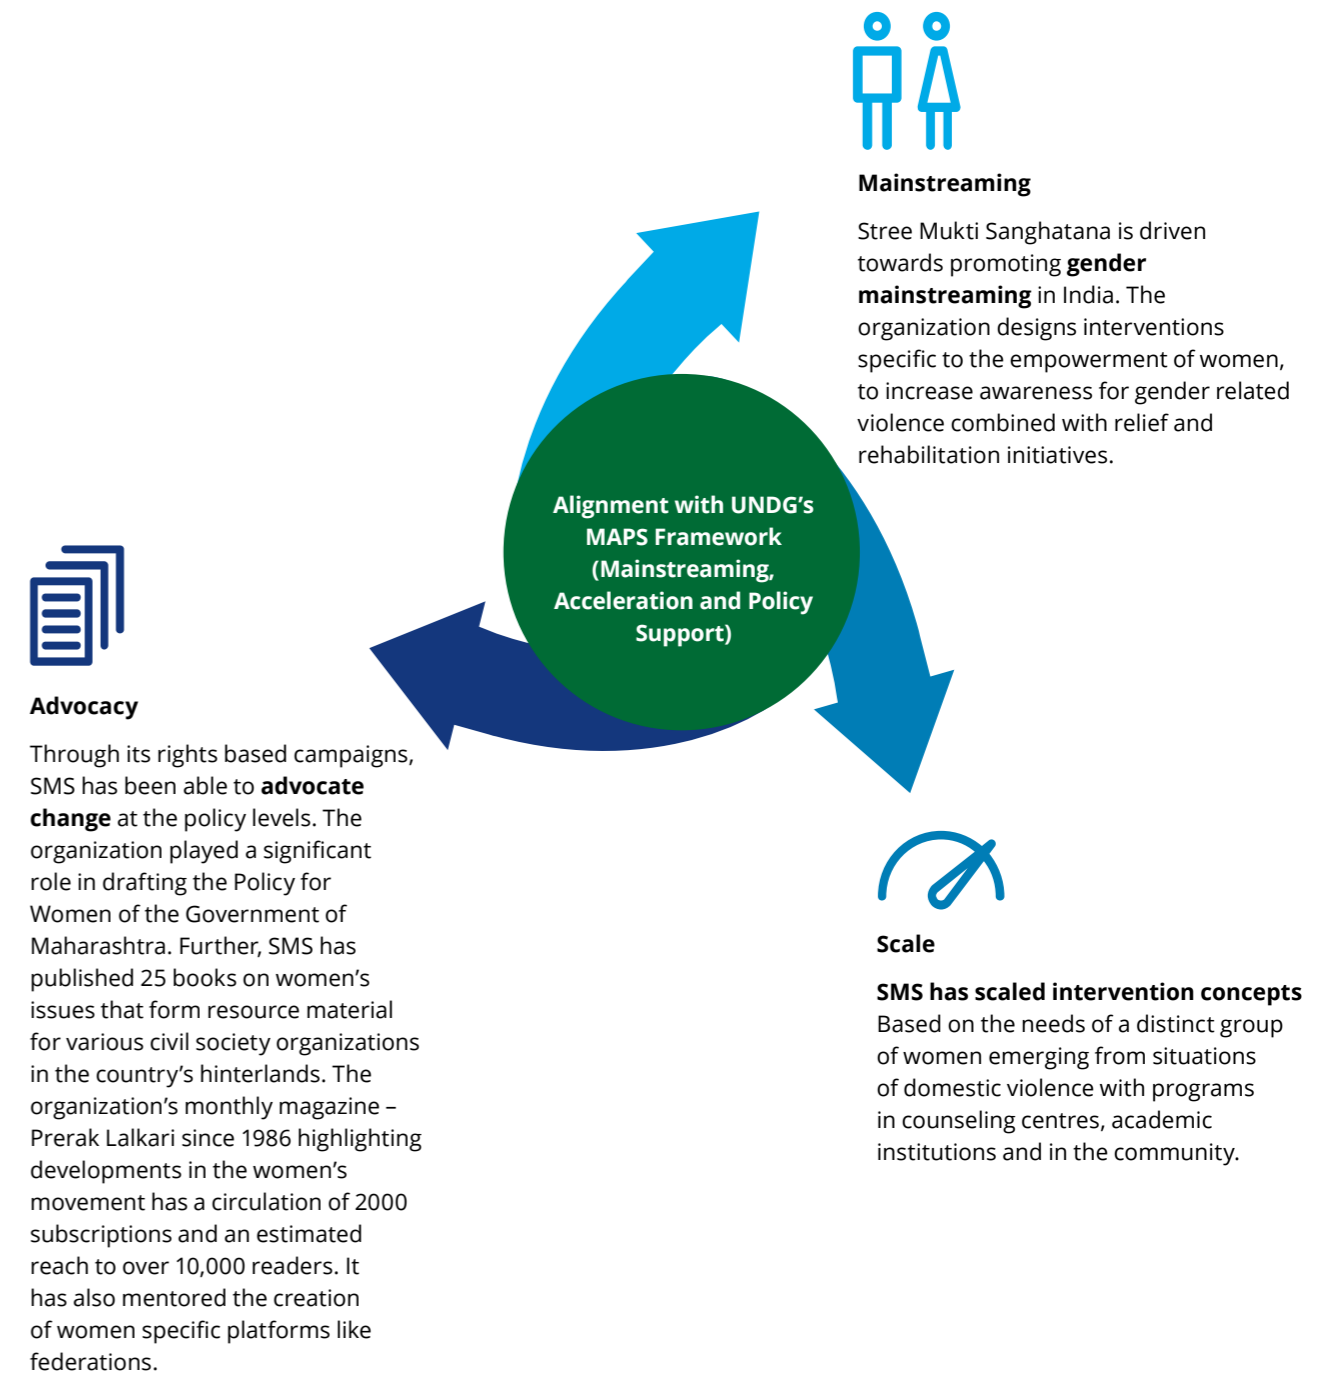 Mainstreaming
Stree Mukti Sanghatana is driven
towards promoting gender
mainstreaming in India. The
organization designs interventions
specific to the empowerment of women,
to increase awareness for gender related
violence combined with relief and
rehabilitation initiatives.
Alignment with UNDG’s
MAPS Framework
(Mainstreaming,
Acceleration and Policy
Support)
Advocacy
Through its rights based campaigns,
SMS has been able to advocate
change at the policy levels. The
organization played a significant
role in drafting the Policy for
Women of the Government of
Maharashtra. Further, SMS has
published 25 books on women’s
issues that form resource material
for various civil society organizations
in the country’s hinterlands. The
organization’s monthly magazine –
Prerak Lalkari since 1986 highlighting
developments in the women’s
movement has a circulation of 2000
subscriptions and an estimated
reach to over 10,000 readers. It
has also mentored the creation
of women specific platforms like
federations.
Scale
SMS has scaled intervention concepts
Based on the needs of a distinct group
of women emerging from situations
of domestic violence with programs
in counseling centres, academic
institutions and in the community.